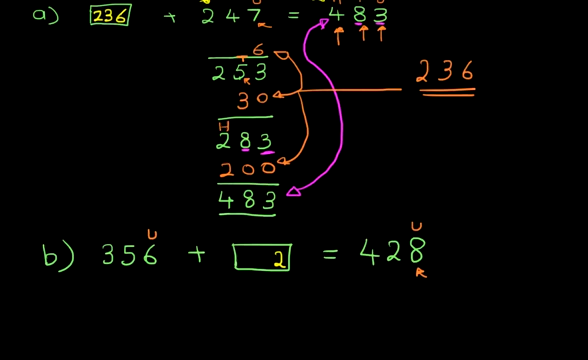 a) 236 + 247 = 483
6
T
253
30
236
H
283
200
483
U U
b) 356 + 2 = 428